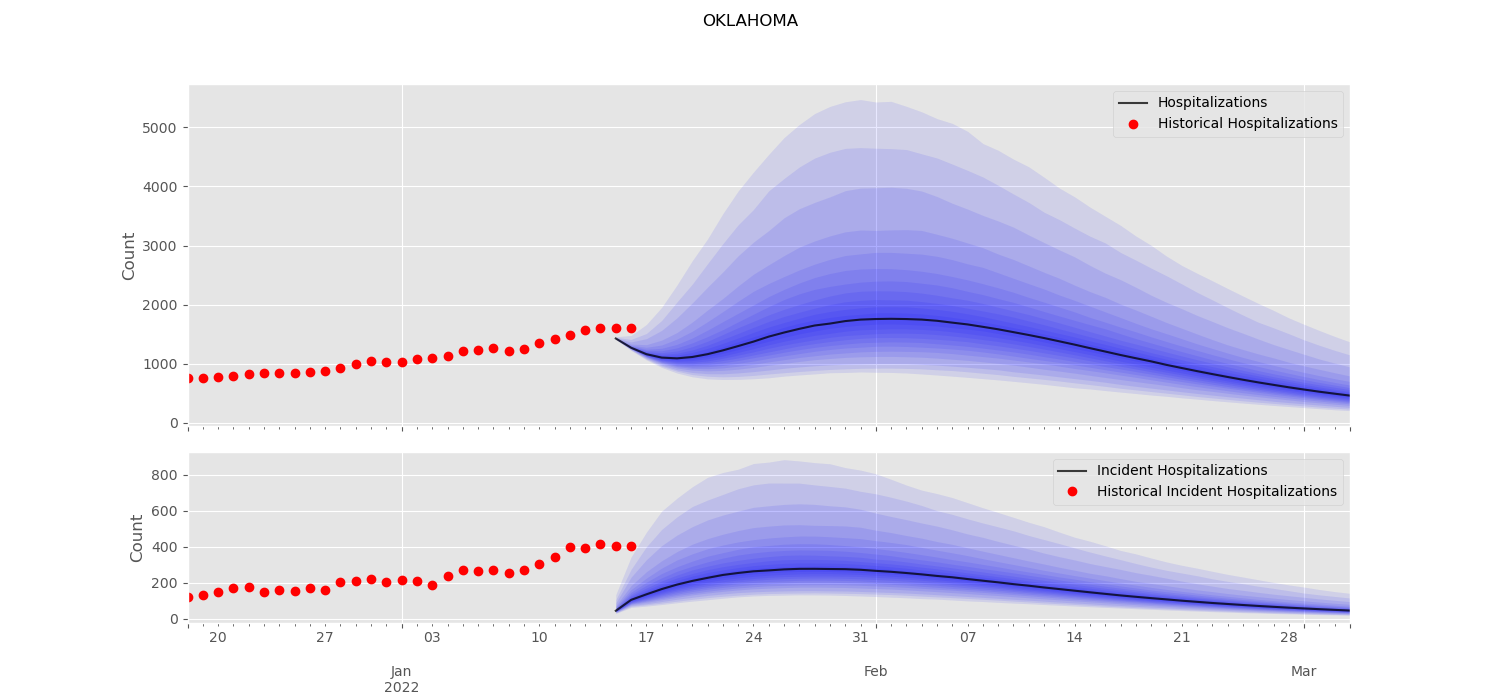 OKLAHOMA
Hospitalizations
Historical Hospitalizations
5000
4000
3000
2000
1000
0
Count
Incident Hospitalizations
Historical Incident Hospitalizations
800
600
400
200
0
Count
20 27 03 10 17 24 31 07 14 21 28
Jan Feb Mar
2022